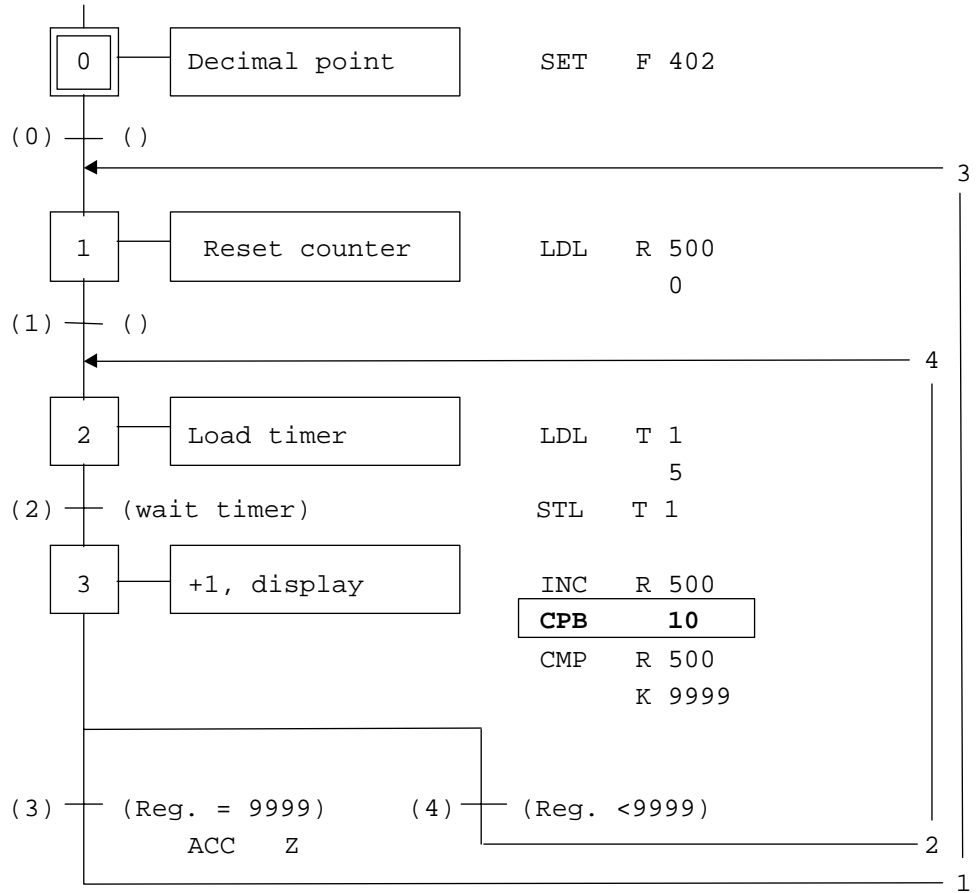 0 Decimal point SET F 402
(0) ()
3
1 Reset counter LDL R 500
0
(1) ()
4
2 Load timer LDL T 1
5
(2) (wait timer) STL T 1
3 +1, display INC R 500
CPB 10
CMP R 500
K 9999
(3) (Reg. = 9999) (4) (Reg. <9999)
ACC Z
2
1